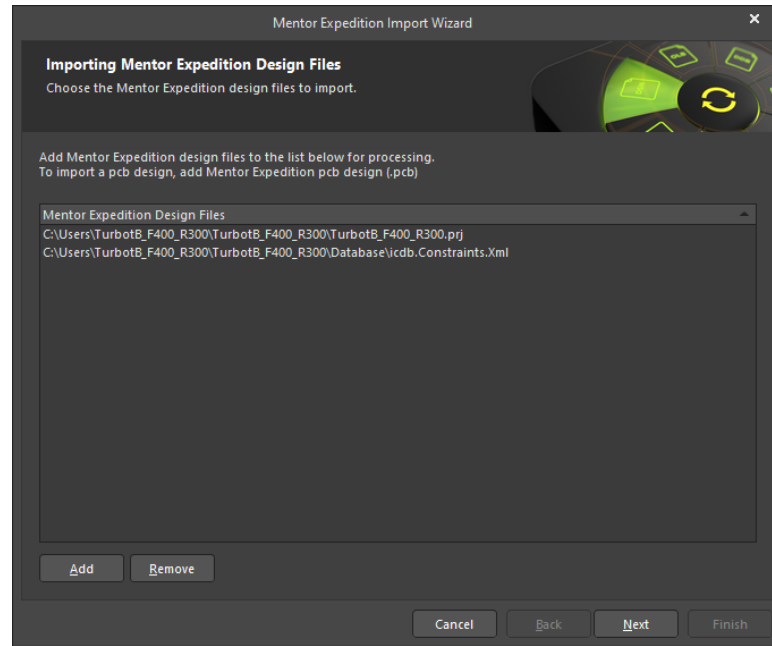 Mentor Expedition Import Wizard
Importing Mentor Expedition Design Files
Choose the Mentor Expedition design files to import.
Add Mentor Expedition design files to the list below for processing.
To import a pcb design, add Mentor Expedition pcb design (.pcb)
Mentor Expedition Design Files
C:\Users\TurbotB_F400_R300\TurbotB_F400_R300\TurbotB_F400_R300.prj
C:\Users\TurbotB_F400_R300\TurbotB_F400_R300\Database\icdb.Constraints.Xml
Add Remove
Cancel Back Next Finish